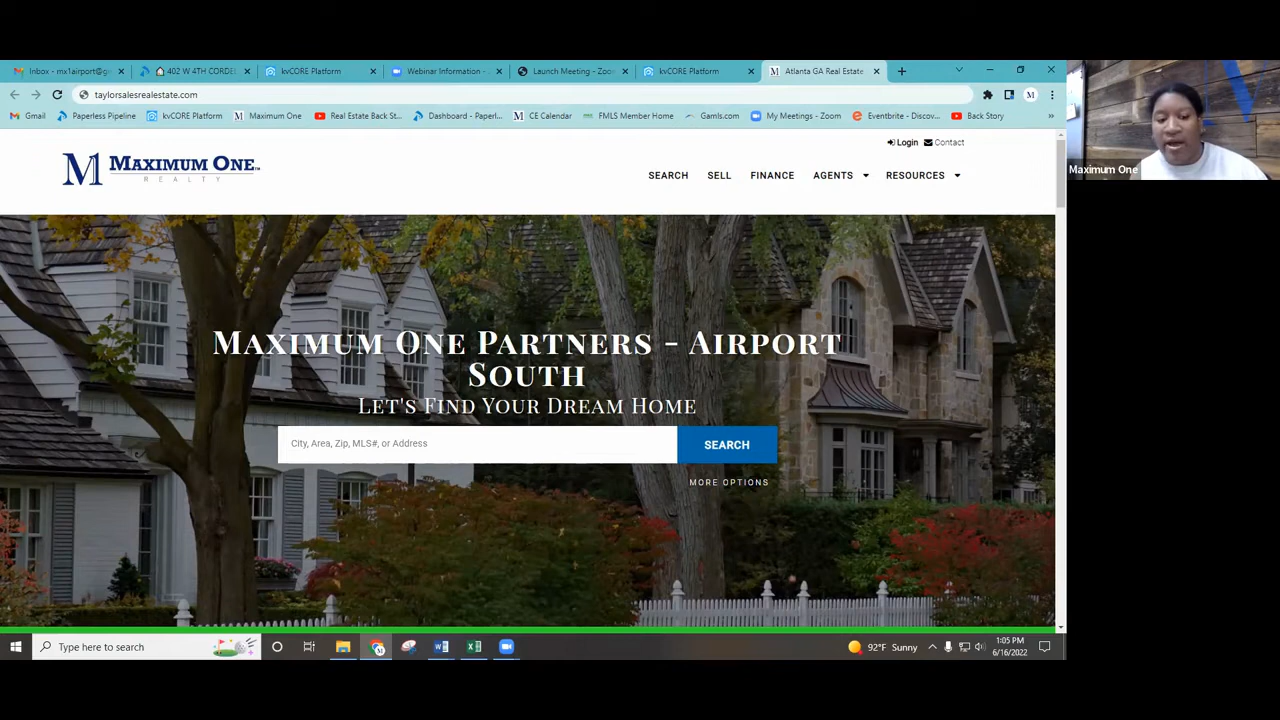 Inbox - mx1airport@g
402 W 4TH CORDEL
kvCORE Platform
Webinar Information -
Launch Meeting - Zoo
kvCORE Platform
Atlanta GA Real Estate
taylorsalesrealestate.com
M
Gmail
Paperless Pipeline
kvCORE Platform
Maximum One
Real Estate Back St...
Dashboard - Paperl...
CE Calendar
FMLS Member Home
Gamls.com
My Meetings - Zoom
Eventbrite - Discov...
Back Story
»
Login
Contact
M MAXIMUM ONE™
REALTY
SEARCH
SELL
FINANCE
AGENTS
RESOURCES
Maximum One
MAXIMUM ONE PARTNERS - AIRPORT
SOUTH
LET'S FIND YOUR DREAM HOME
City, Area, Zip, MLS#, or Address
SEARCH
MORE OPTIONS
Type here to search
92°F Sunny
1:05 PM
6/16/2022